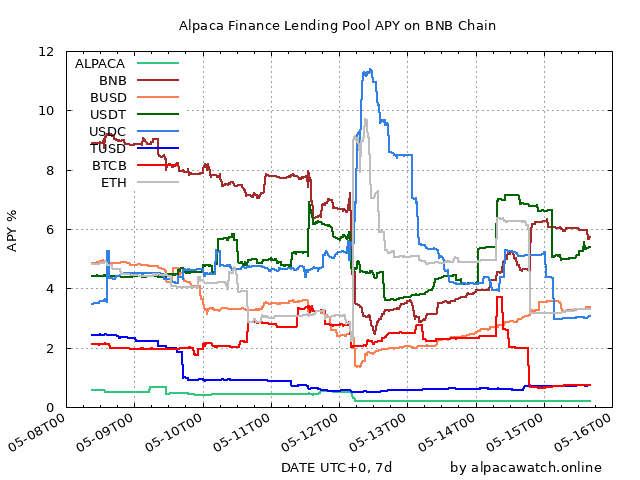 Alpaca Finance Lending Pool APY on BNB Chain
12
10
8
6
4
2
0
APY %
ALPACA
BNB
BUSD
USDT
USDC
TUSD
BTCB
ETH
05-08T00
05-09T00
05-10T00
05-11T00
05-12T00
05-13T00
05-14T00
05-15T00
05-16T00
DATE UTC+0, 7d
by alpacawatch.online